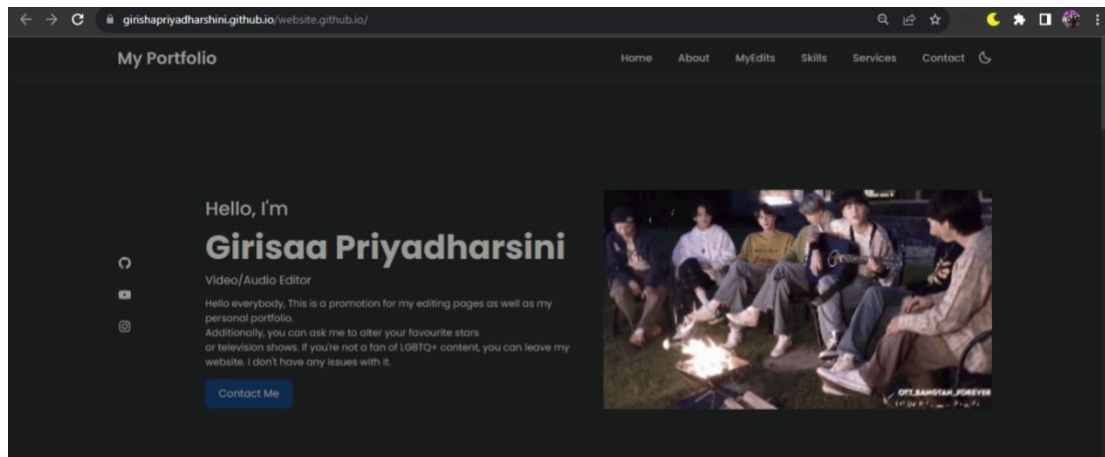 girishapriyadharshini.github.io/website.github.io/
My Portfolio
Home About MyEdits Skills Services Contact
Hello, I'm
Girisaa Priyadharsini
Video/Audio Editor
Hello everybody, This is a promotion for my editing pages as well as my
personal portfolio.
Additionally, you can ask me to alter your favourite stars
or television shows. If you're not a fan of LGBTQ+ content, you can leave my
website. I don't have any issues with it.
Contact Me
OT7_BANGTAN_FOREVER